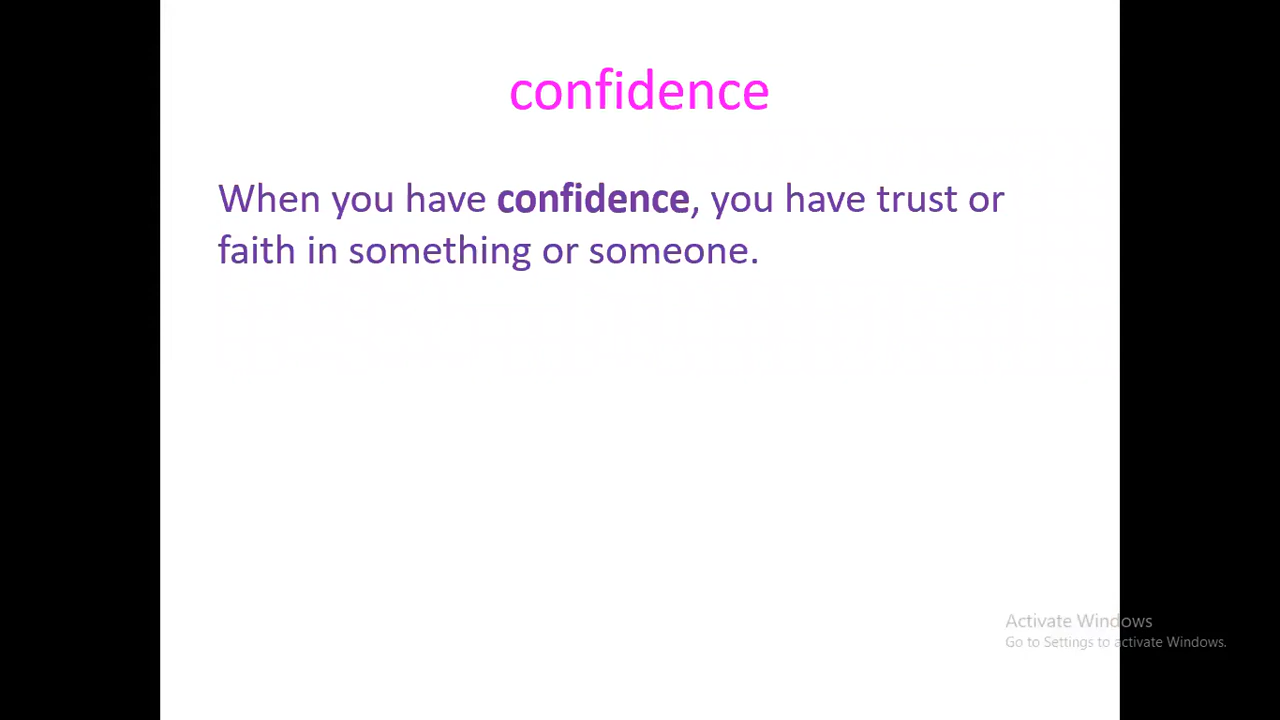 confidence
When you have confidence, you have trust or
faith in something or someone.
Activate Windows
Go to Settings to activate Windows.